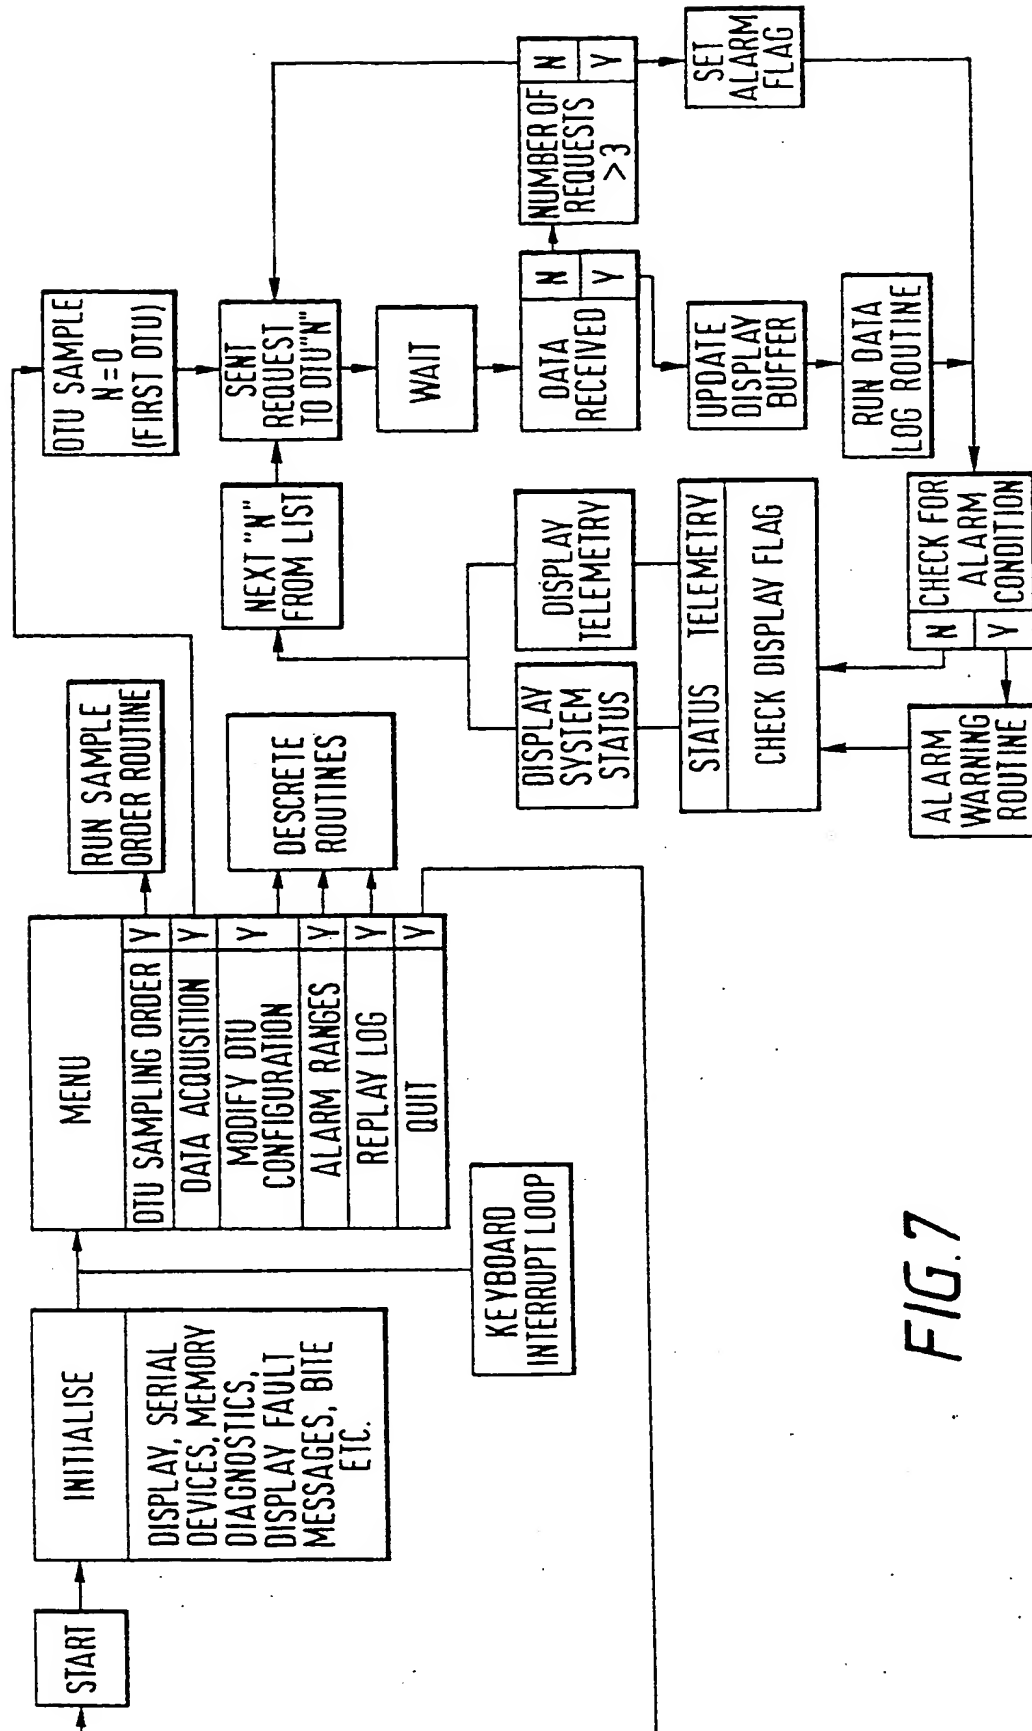 START
INITIALISE
DISPLAY, SERIAL
DEVICES, MEMORY
DIAGNOSTICS,
DISPLAY FAULT
MESSAGES, BITE
ETC.
KEYBOARD
INTERRUPT LOOP
MENU
DTU SAMPLING ORDER Y
DATA ACQUISITION Y
MODIFY DTU
CONFIGURATION Y
ALARM RANGES Y
REPLAY LOG Y
QUIT Y
RUN SAMPLE
ORDER ROUTINE
DESCRETE
ROUTINES
DTU SAMPLE
N=0
(FIRST DTU)
NEXT "N"
FROM LIST
SENT
REQUEST
TO DTU"N"
WAIT
DATA
RECEIVED
N
Y
NUMBER OF
REQUESTS
>3
N
Y
SET
ALARM
FLAG
UPDATE
DISPLAY
BUFFER
RUN DATA
LOG ROUTINE
DISPLAY
SYSTEM
STATUS
DISPLAY
TELEMETRY
STATUS TELEMETRY
CHECK DISPLAY FLAG
CHECK FOR
ALARM
CONDITION
N
Y
ALARM
WARNING
ROUTINE
FIG.7